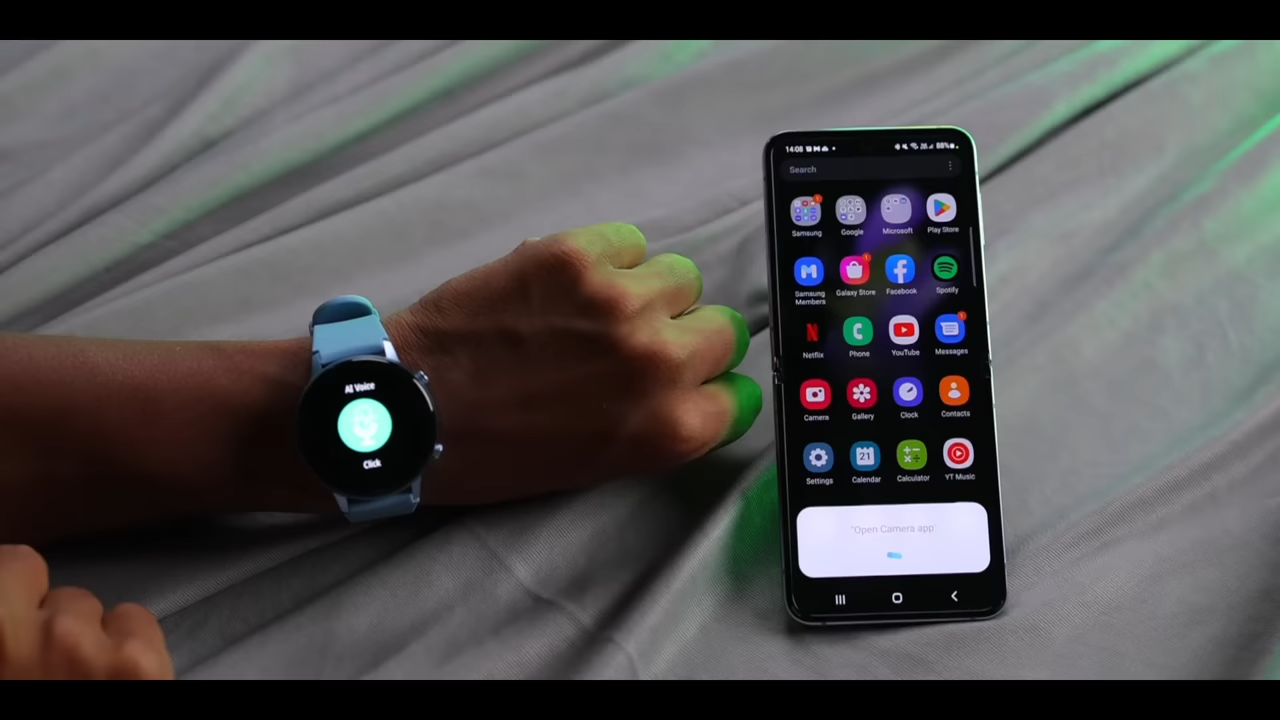 AI Voice
Click
14:08
88%
Search
Samsung
Google
Microsoft
Play Store
Samsung
Members
Galaxy Store
Facebook
Spotify
Netflix
Phone
YouTube
Messages
Camera
Gallery
Clock
Contacts
Settings
21
Calendar
Calculator
YT Music
"Open Camera app"